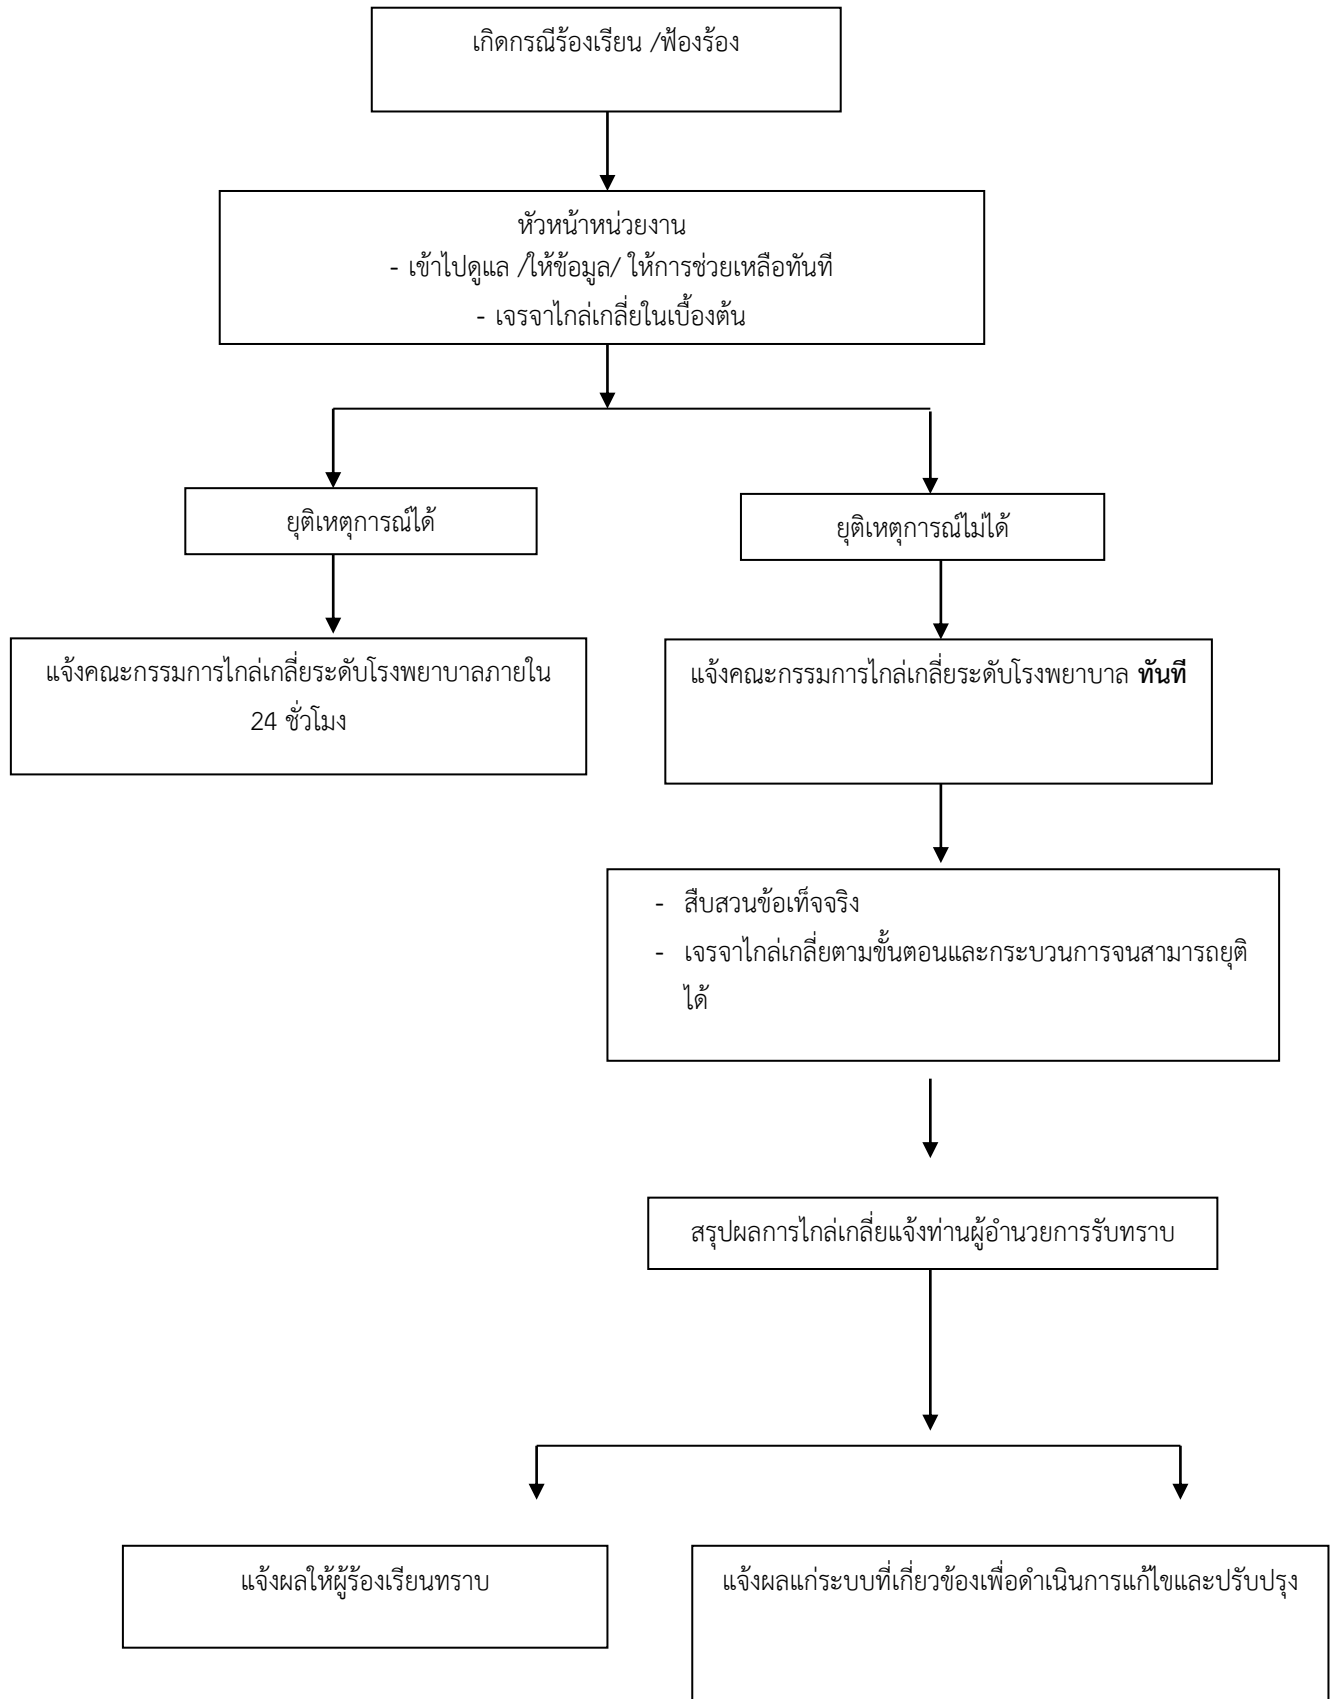 เกิดกรณีร้องเรียน /ฟ้องร้อง
หัวหน้าหน่วยงาน
- เข้าไปดูแล /ให้ข้อมูล/ ให้การช่วยเหลือทันที
- เจรจาไกล่เกลี่ยในเบื้องต้น
ยุติเหตุการณ์ได้
ยุติเหตุการณ์ไม่ได้
แจ้งคณะกรรมการไกล่เกลี่ยระดับโรงพยาบาลภายใน
24 ชั่วโมง
แจ้งคณะกรรมการไกล่เกลี่ยระดับโรงพยาบาล ทันที
- สืบสวนข้อเท็จจริง
- เจรจาไกล่เกลี่ยตามขั้นตอนและกระบวนการจนสามารถยุติ
ได้
สรุปผลการไกล่เกลี่ยแจ้งท่านผู้อำนวยการรับทราบ
แจ้งผลให้ผู้ร้องเรียนทราบ
แจ้งผลแก่ระบบที่เกี่ยวข้องเพื่อดำเนินการแก้ไขและปรับปรุง